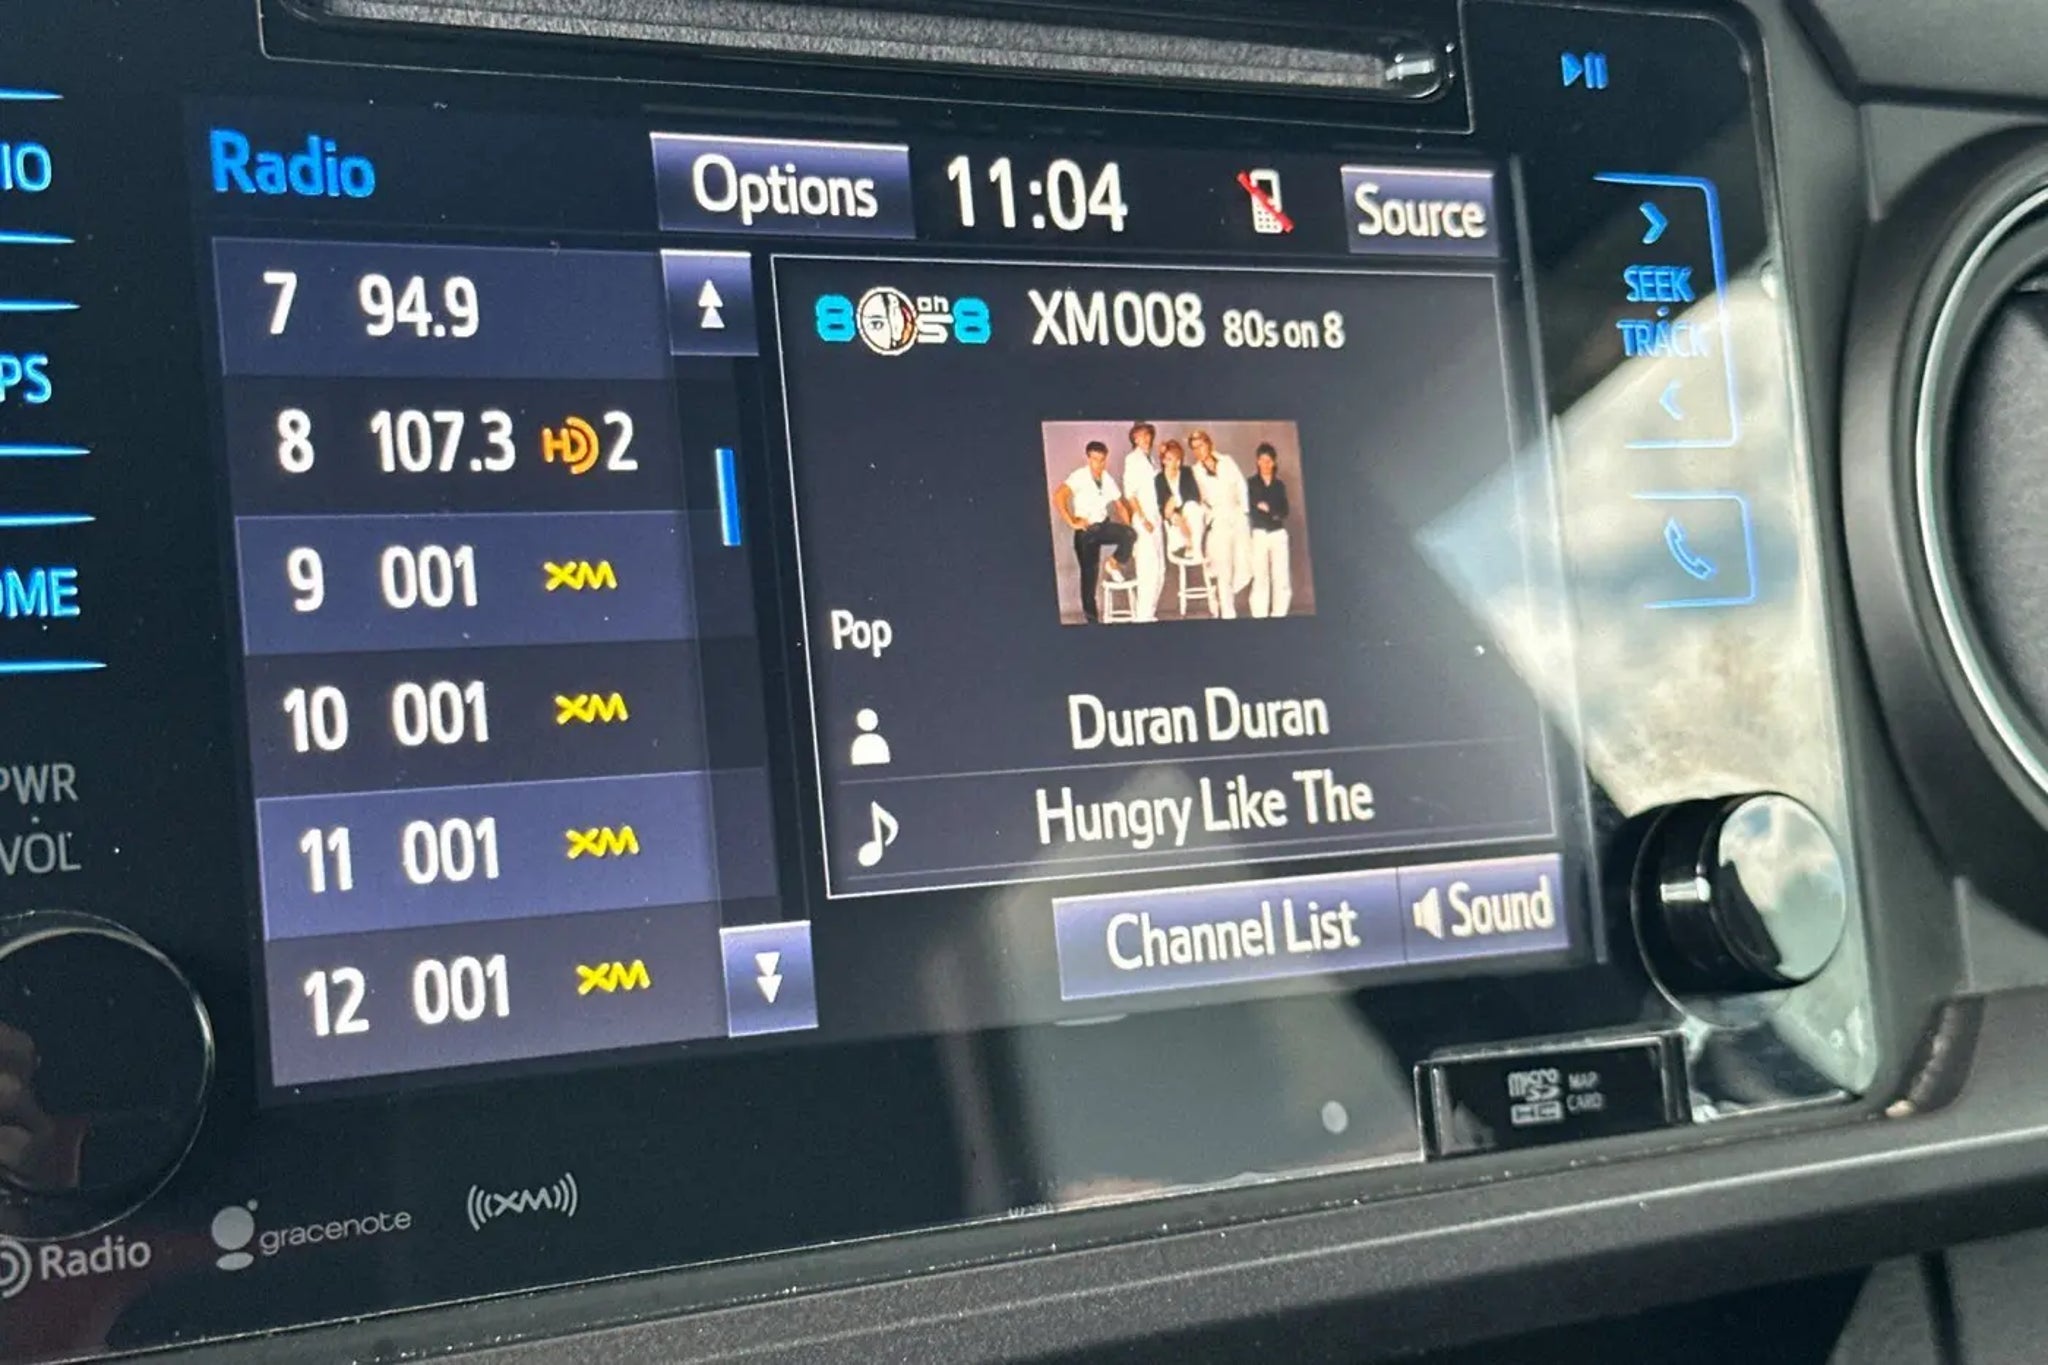 IO
PS
OME
PWR
VOL
Radio
Options
11:04
Source
7 94.9
8 107.3 HD 2
9 001 XM
10 001 XM
11 001 XM
12 001 XM
80s on 8 XM008 80s on 8
Pop
Duran Duran
Hungry Like The
Channel List
Sound
SEEK
TRACK
micro SD HC
MAP CARD
D Radio
gracenote
((XM))